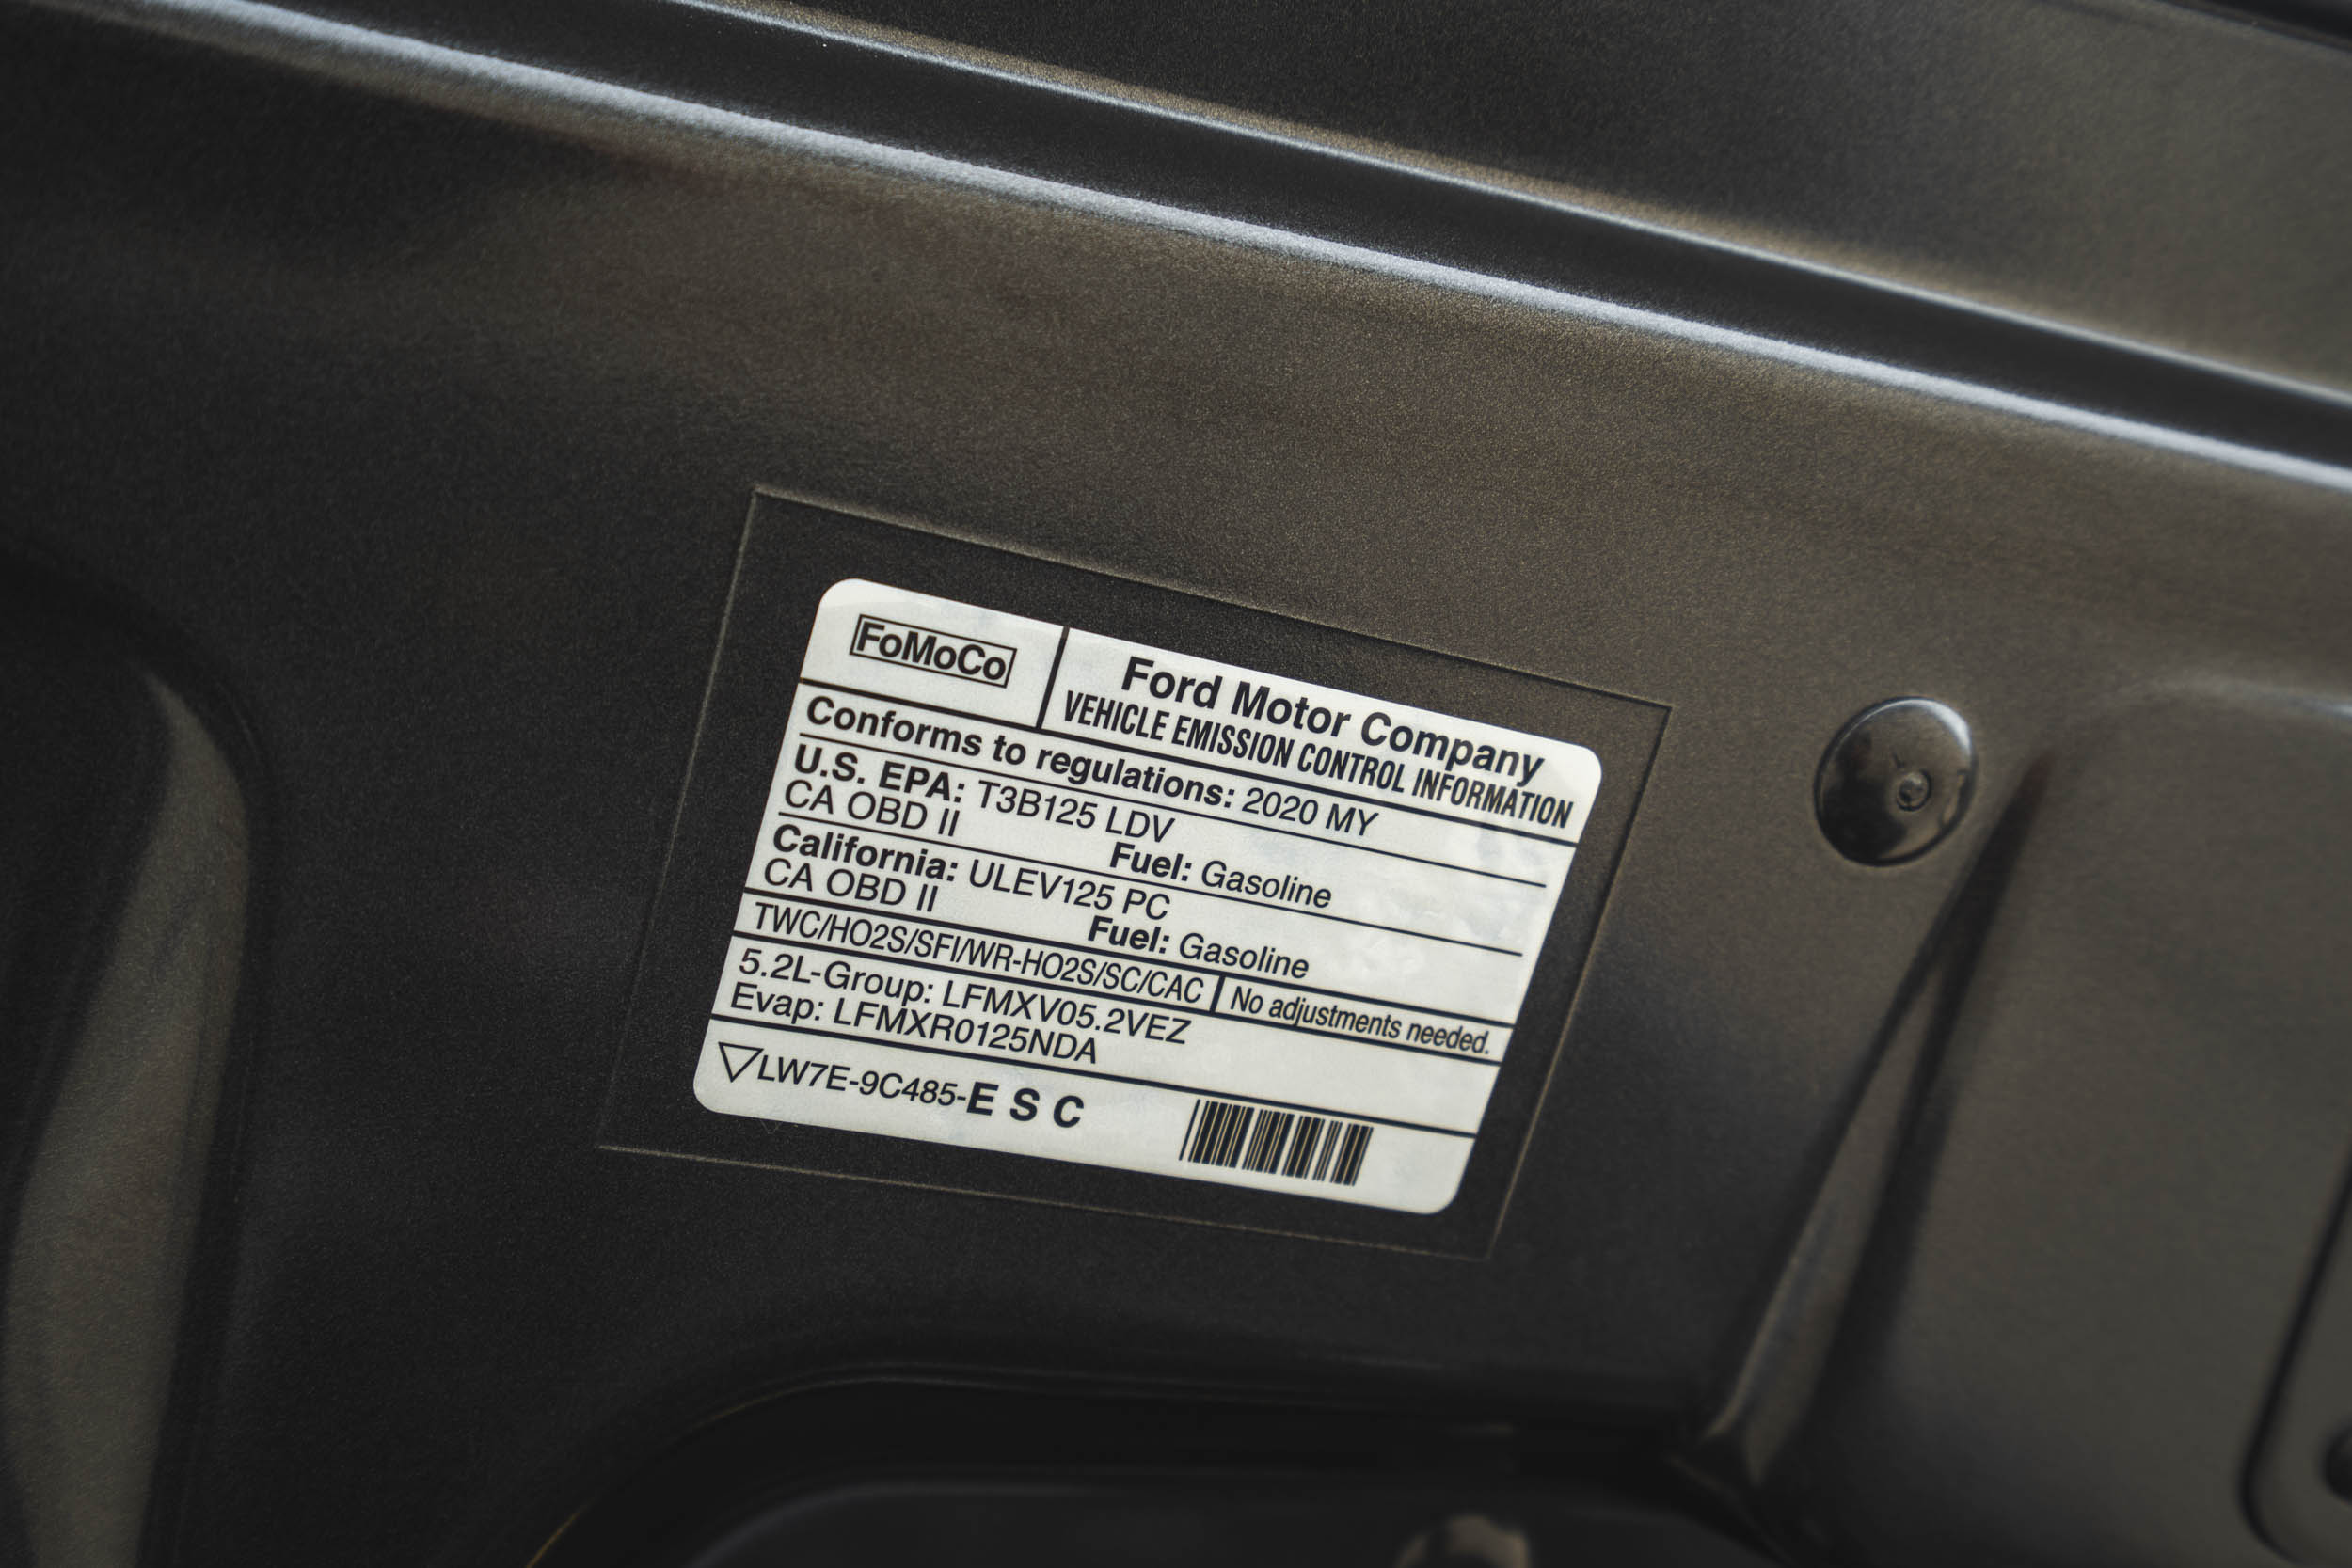 FoMoCo
Ford Motor Company
VEHICLE EMISSION CONTROL INFORMATION
Conforms to regulations: 2020 MY
U.S. EPA: T3B125 LDV
CA OBD II Fuel: Gasoline
California: ULEV125 PC
CA OBD II Fuel: Gasoline
TWC/HO2S/SFI/WR-HO2S/SC/CAC No adjustments needed.
5.2L-Group: LFMXV05.2VEZ
Evap: LFMXR0125NDA
LW7E-9C485-E S C